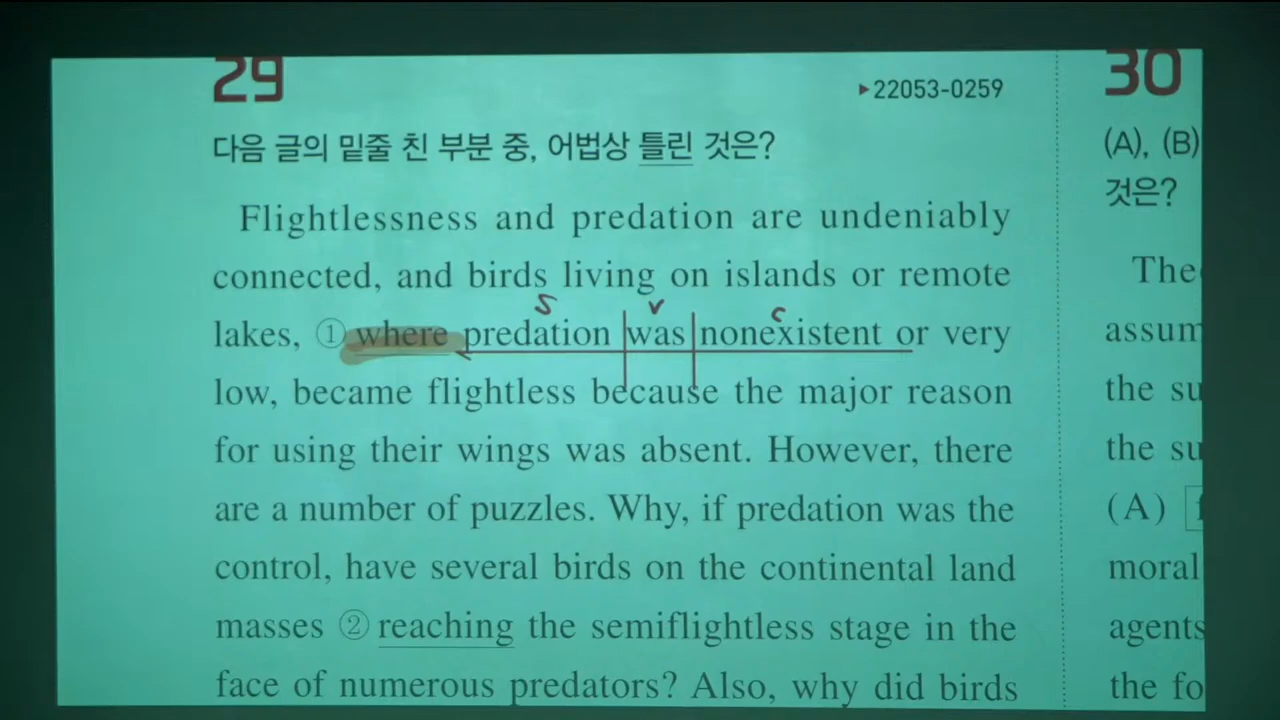 29
▸22053-0259
다음 글의 밑줄 친 부분 중, 어법상 틀린 것은?
Flightlessness and predation are undeniably
connected, and birds living on islands or remote
S V C
lakes, ① where predation was nonexistent or very
low, became flightless because the major reason
for using their wings was absent. However, there
are a number of puzzles. Why, if predation was the
control, have several birds on the continental land
masses ② reaching the semiflightless stage in the
face of numerous predators? Also, why did birds
30
(A), (B)
것은?
The
assum
the su
the su
(A)
moral
agents
the fo